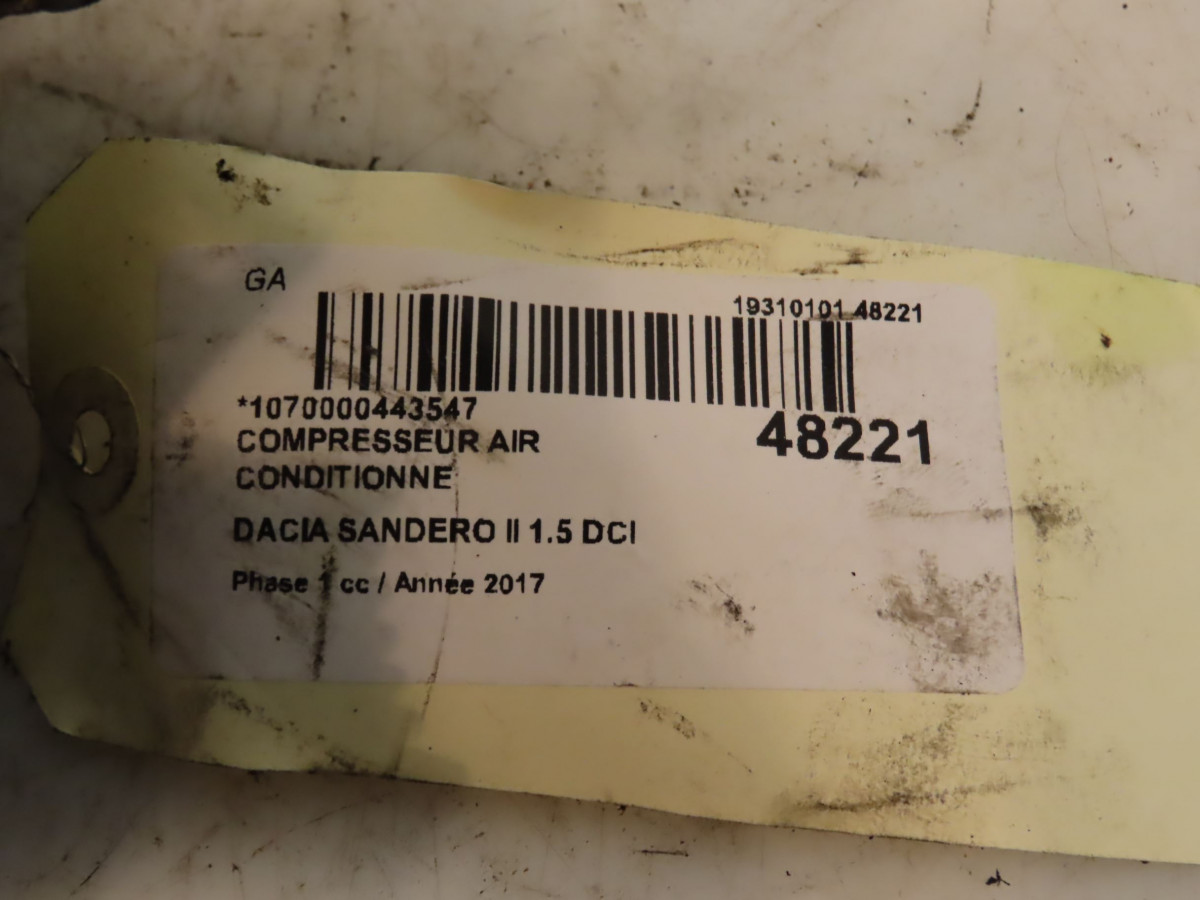 GA
19310101 48221
*1070000443547
COMPRESSEUR AIR
CONDITIONNE
48221
DACIA SANDERO II 1.5 DCI
Phase 1 cc / Année 2017